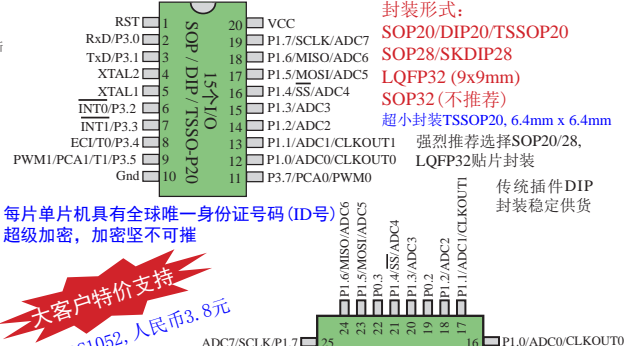 RST 1
RxD/P3.0 2
TxD/P3.1 3
XTAL2 4
XTAL1 5
INT0/P3.2 6
INT1/P3.3 7
ECI/T0/P3.4 8
PWM1/PCA1/T1/P3.5 9
Gnd 10
SOP / DIP / TSSO-P20
15个I/O
20 VCC
19 P1.7/SCLK/ADC7
18 P1.6/MISO/ADC6
17 P1.5/MOSI/ADC5
16 P1.4/SS/ADC4
15 P1.3/ADC3
14 P1.2/ADC2
13 P1.1/ADC1/CLKOUT1
12 P1.0/ADC0/CLKOUT0
11 P3.7/PCA0/PWM0
封装形式:
SOP20/DIP20/TSSOP20
SOP28/SKDIP28
LQFP32 (9x9mm)
SOP32(不推荐)
超小封装TSSOP20, 6.4mm x 6.4mm
强烈推荐选择SOP20/28,
LQFP32贴片封装
传统插件DIP
封装稳定供货
每片单片机具有全球唯一身份证号码(ID号)
超级加密, 加密坚不可摧
大客户特价支持
1052, 人民币3.8元
P1.6/MISO/ADC6 24
P1.5/MOSI/ADC5 23
P0.3 22
P1.4/SS/ADC4 21
P1.3/ADC3 20
P0.2 19
P1.2/ADC2 18
P1.1/ADC1/CLKOUT1 17
ADC7/SCLK/P1.7 25
16 P1.0/ADC0/CLKOUT0